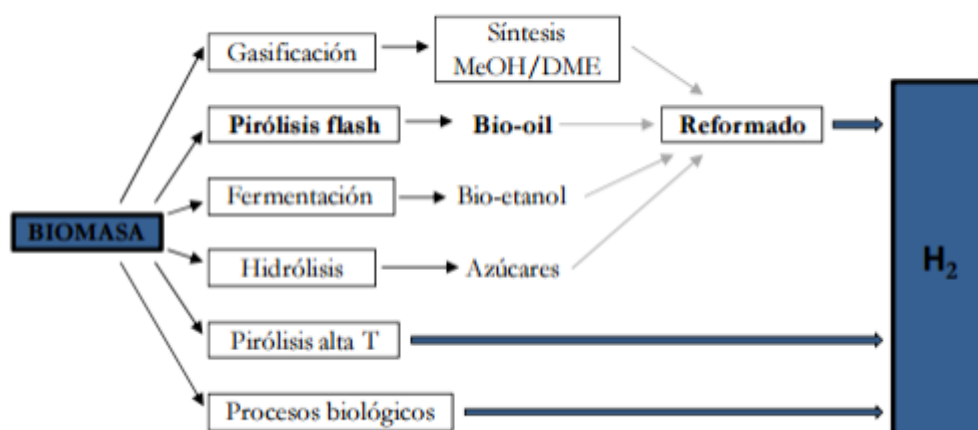 Gasificación
Síntesis
MeOH/DME
Pirólisis flash
Bio-oil
Reformado
Fermentación
Bio-etanol
BIOMASA
Hidrólisis
Azúcares
H₂
Pirólisis alta T
Procesos biológicos